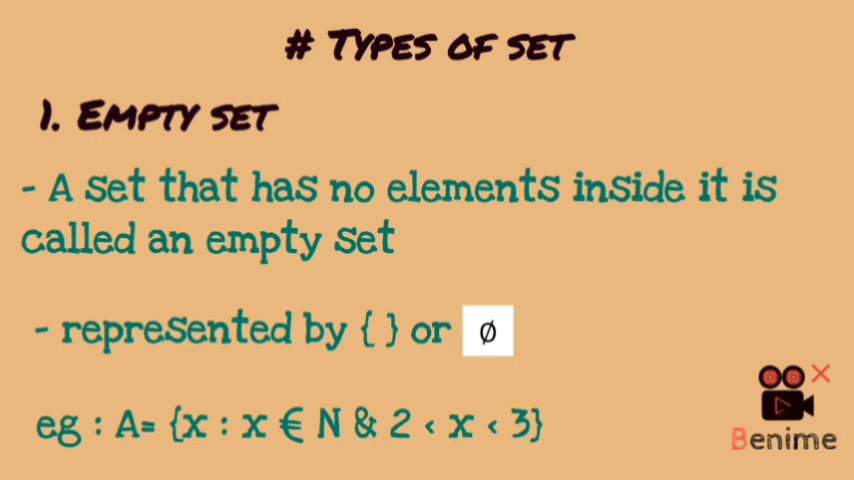 # Types of set
1. Empty set
- A set that has no elements inside it is
called an empty set
- represented by { } or ∅
eg : A= {x : x € N & 2 < x < 3}
Benime